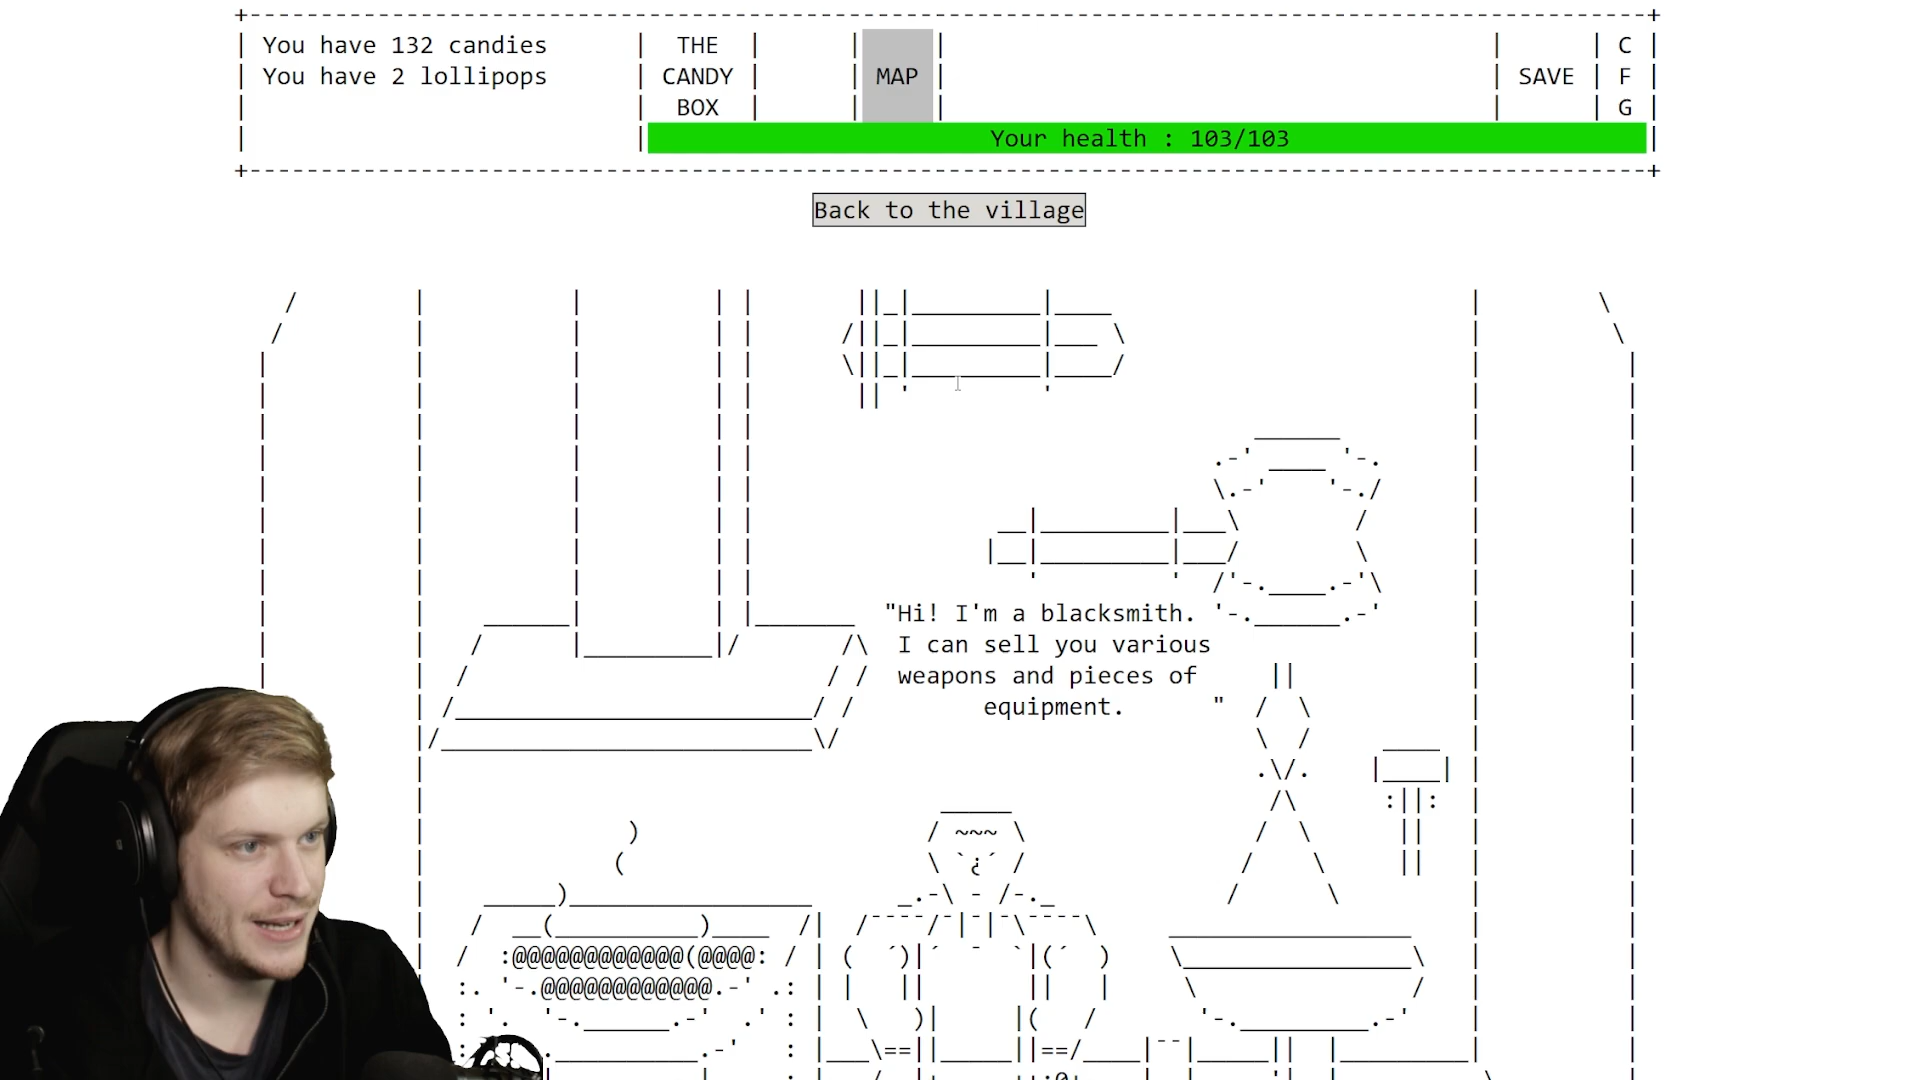 You have 132 candies
You have 2 lollipops
THE
CANDY
BOX
MAP
SAVE
C
F
G
Your health : 103/103
Back to the village
"Hi! I'm a blacksmith.
I can sell you various
weapons and pieces of
equipment. "